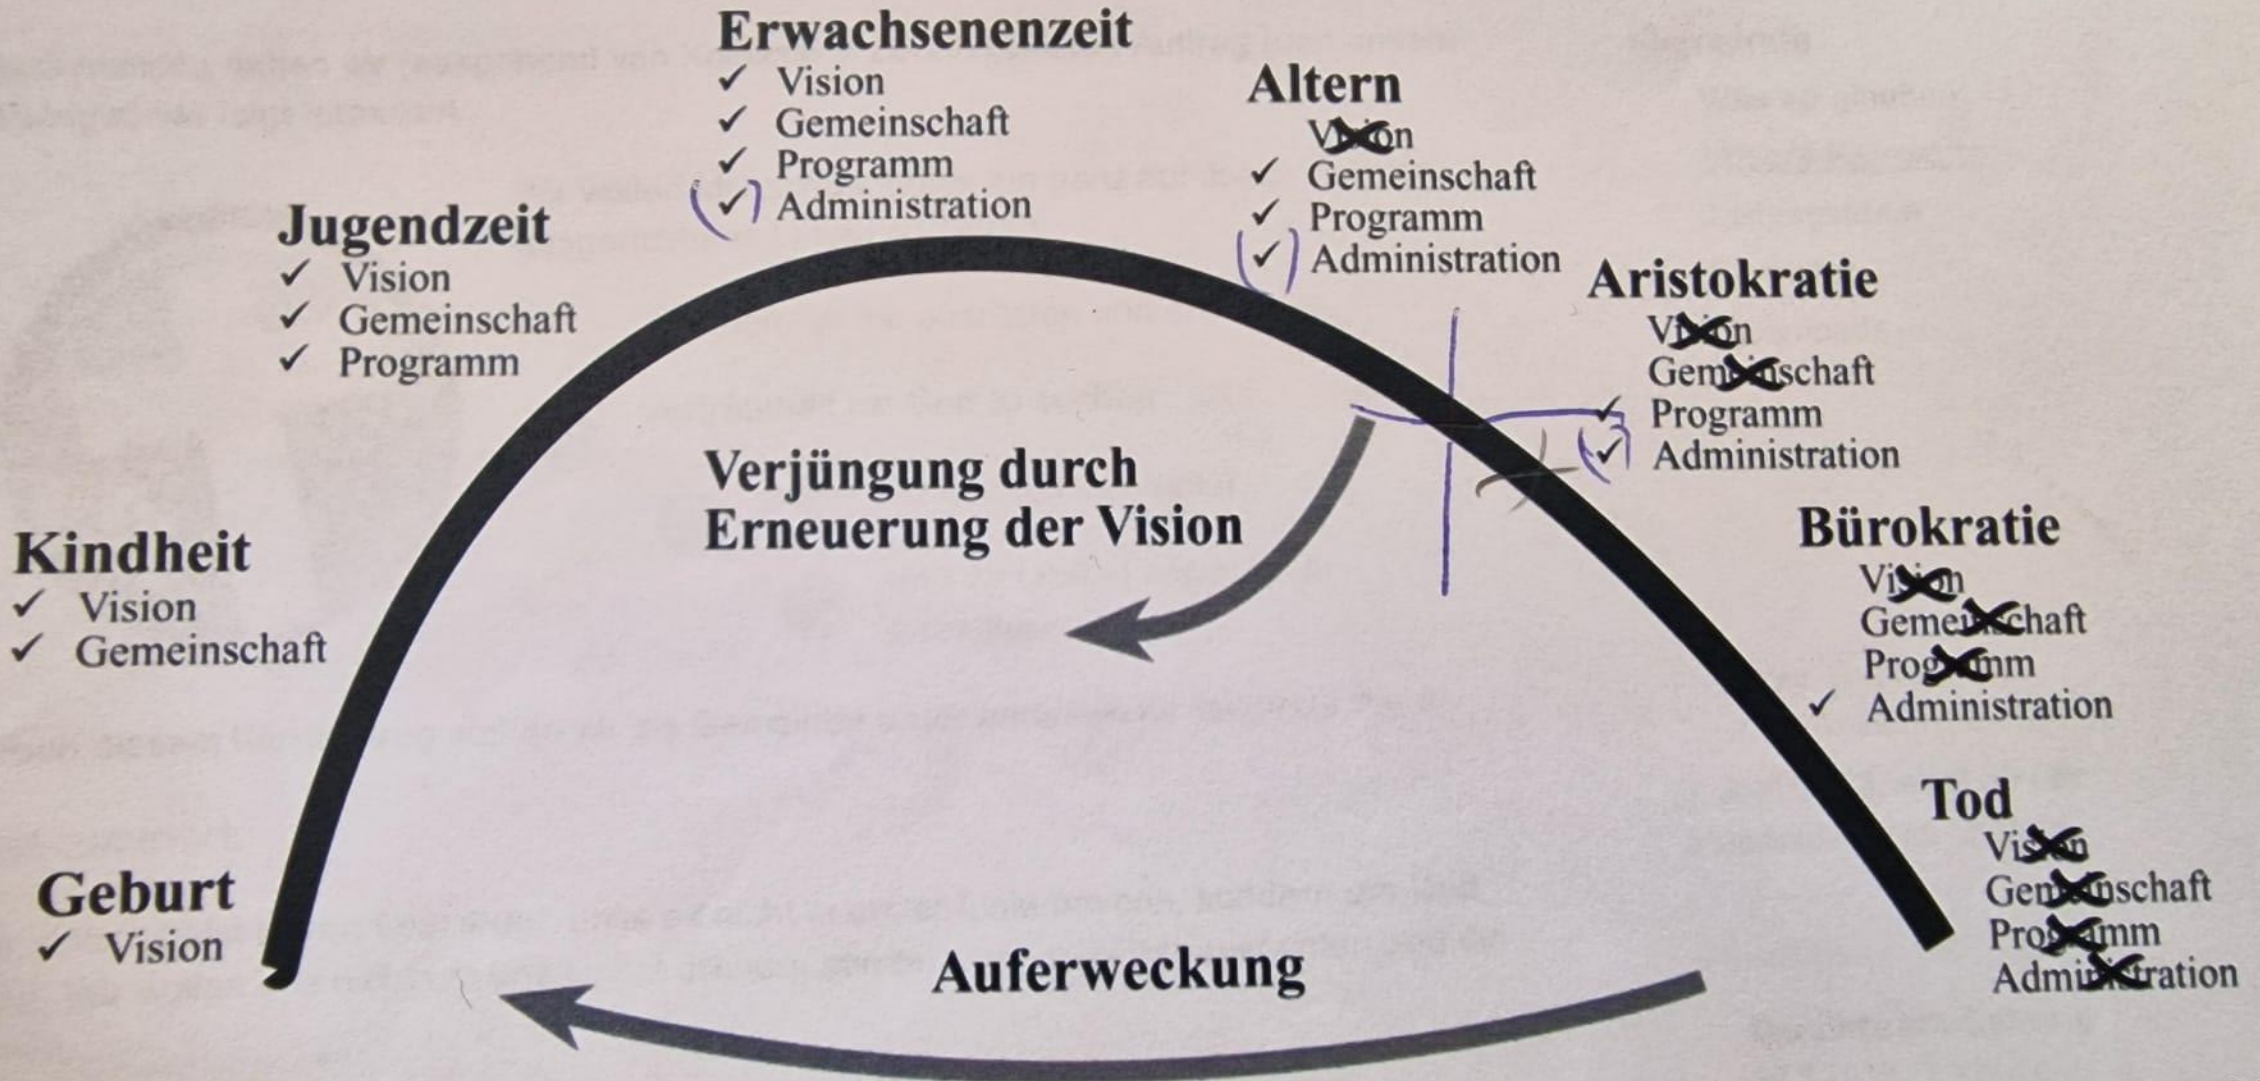 Erwachsenenzeit
✓ Vision
✓ Gemeinschaft
✓ Programm
(✓) Administration
Altern
Vision
✓ Gemeinschaft
✓ Programm
(✓) Administration
Jugendzeit
✓ Vision
✓ Gemeinschaft
✓ Programm
Aristokratie
Vision
Gemeinschaft
✓ Programm
(✓) Administration
Verjüngung durch
Erneuerung der Vision
Kindheit
✓ Vision
✓ Gemeinschaft
Bürokratie
Vision
Gemeinschaft
Programm
✓ Administration
Tod
Vision
Gemeinschaft
Programm
Administration
Geburt
✓ Vision
Auferweckung